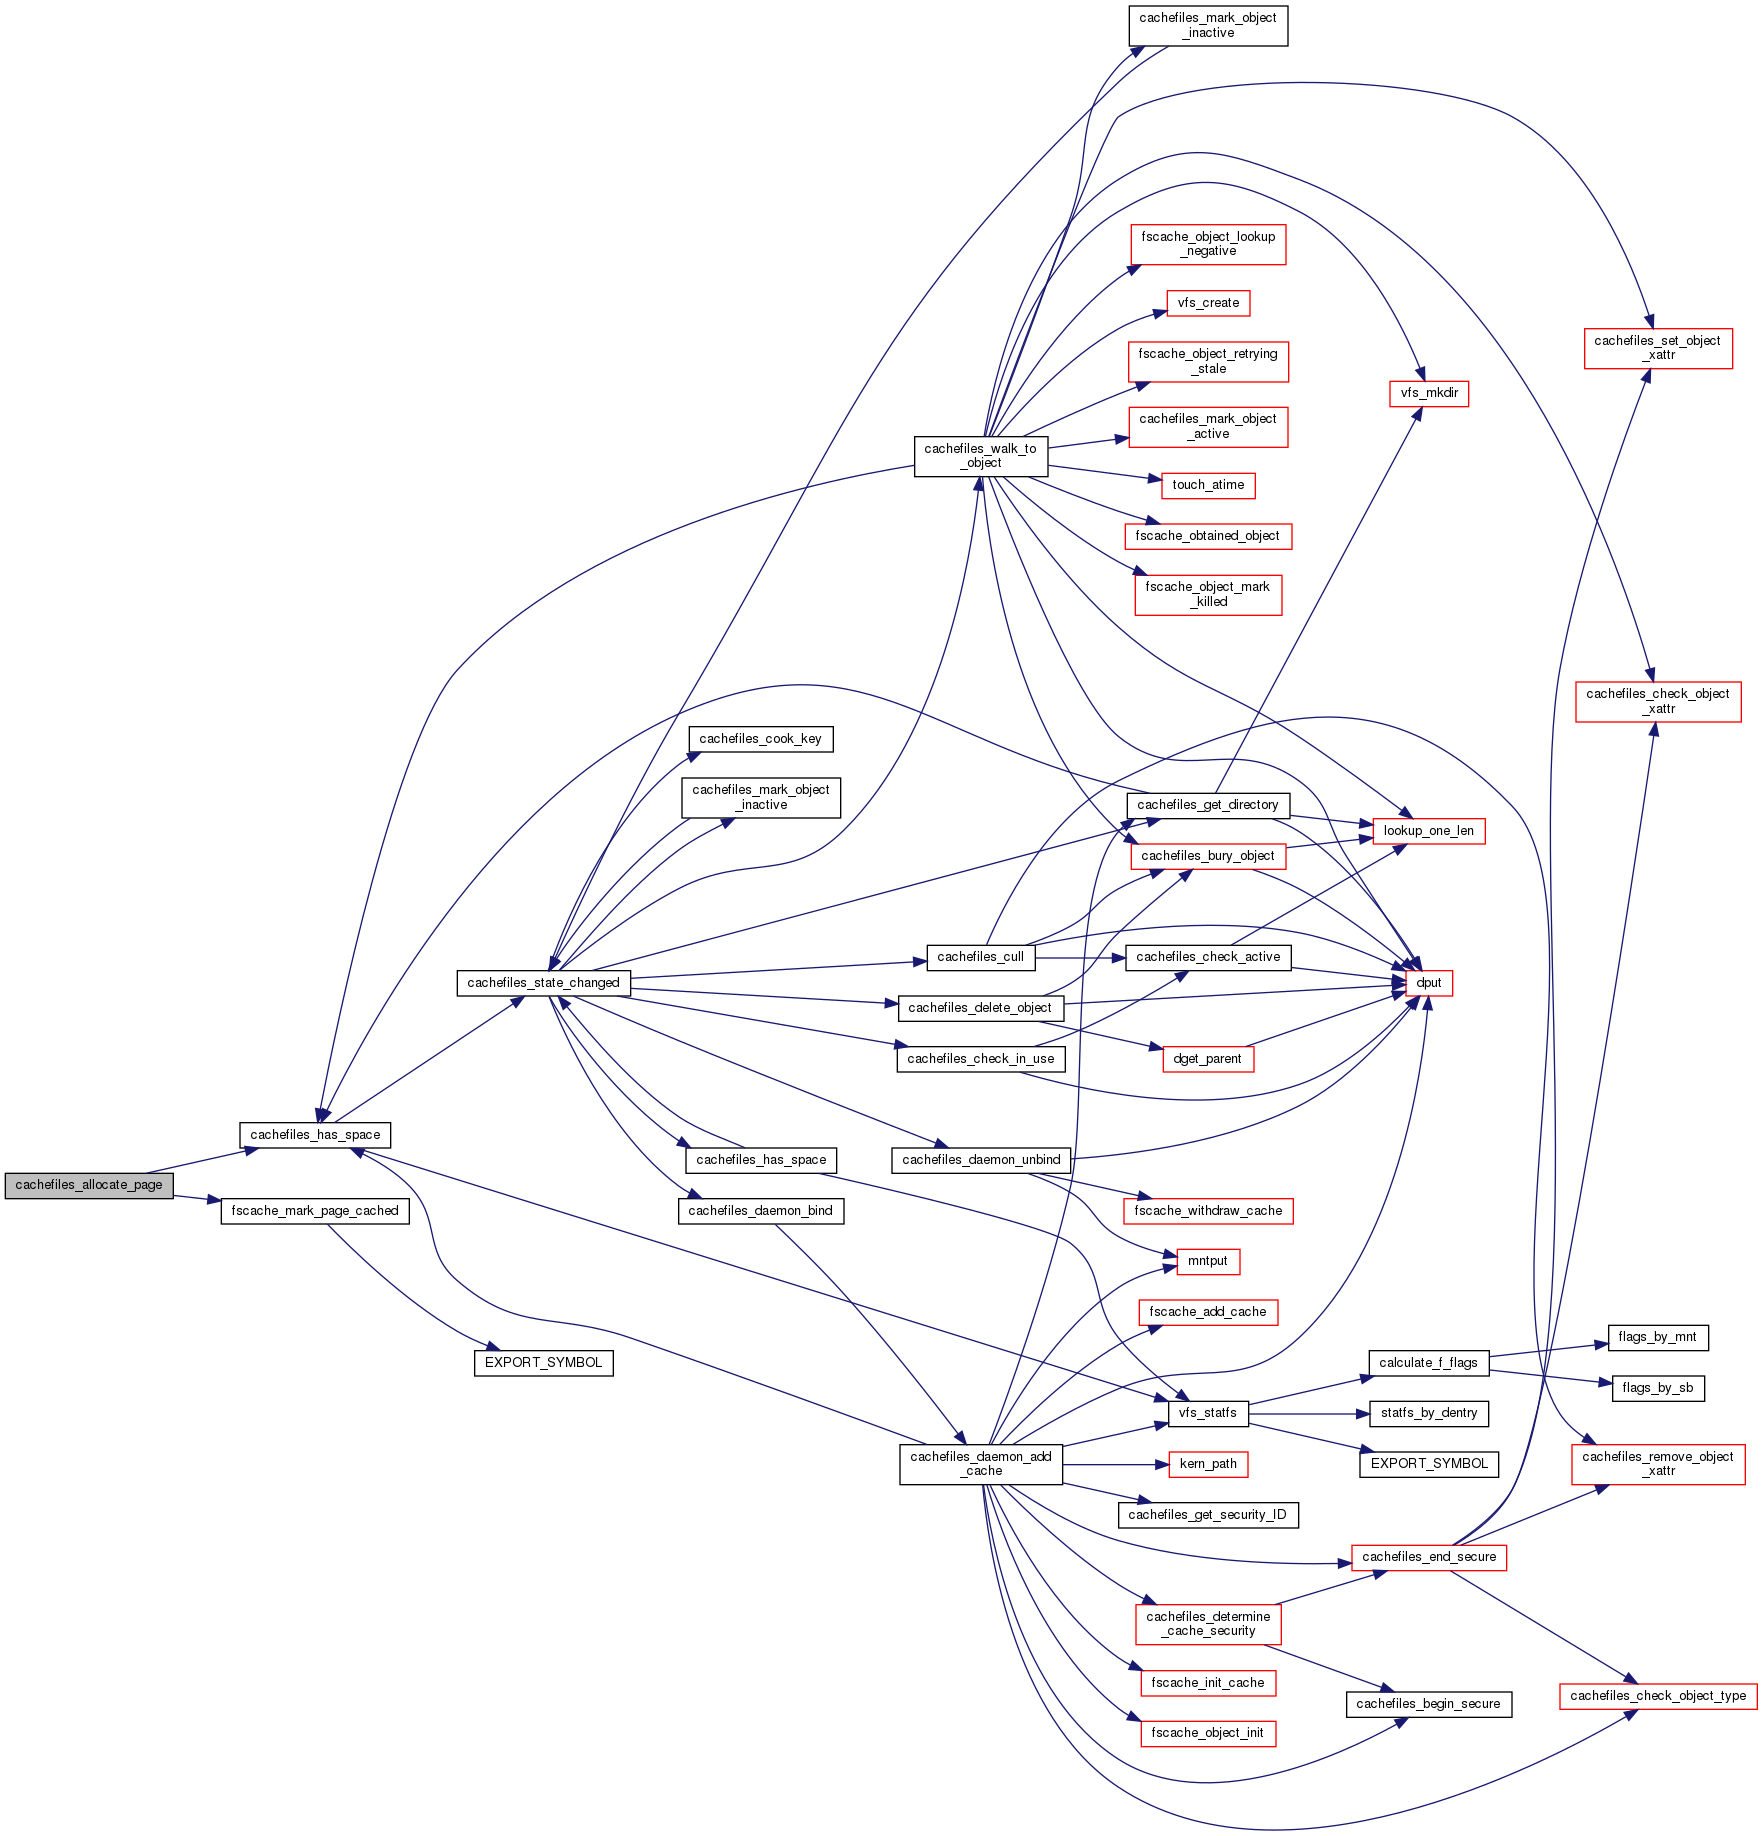 cachefiles_mark_object
_inactive
fscache_object_lookup
_negative
vfs_create
fscache_object_retrying
_stale
cachefiles_set_object
_xattr
vfs_mkdir
cachefiles_mark_object
_active
cachefiles_walk_to
_object
touch_atime
fscache_obtained_object
fscache_object_mark
_killed
cachefiles_check_object
_xattr
cachefiles_cook_key
cachefiles_mark_object
_inactive
cachefiles_get_directory
lookup_one_len
cachefiles_bury_object
cachefiles_cull
cachefiles_check_active
cachefiles_state_changed
dput
cachefiles_delete_object
cachefiles_check_in_use
dget_parent
cachefiles_has_space
cachefiles_has_space
cachefiles_daemon_unbind
cachefiles_allocate_page
fscache_mark_page_cached
cachefiles_daemon_bind
fscache_withdraw_cache
mntput
fscache_add_cache
flags_by_mnt
EXPORT_SYMBOL
calculate_f_flags
flags_by_sb
vfs_statfs
statfs_by_dentry
cachefiles_daemon_add
_cache
kern_path
EXPORT_SYMBOL
cachefiles_remove_object
_xattr
cachefiles_get_security_ID
cachefiles_end_secure
cachefiles_determine
_cache_security
fscache_init_cache
cachefiles_begin_secure
cachefiles_check_object_type
fscache_object_init